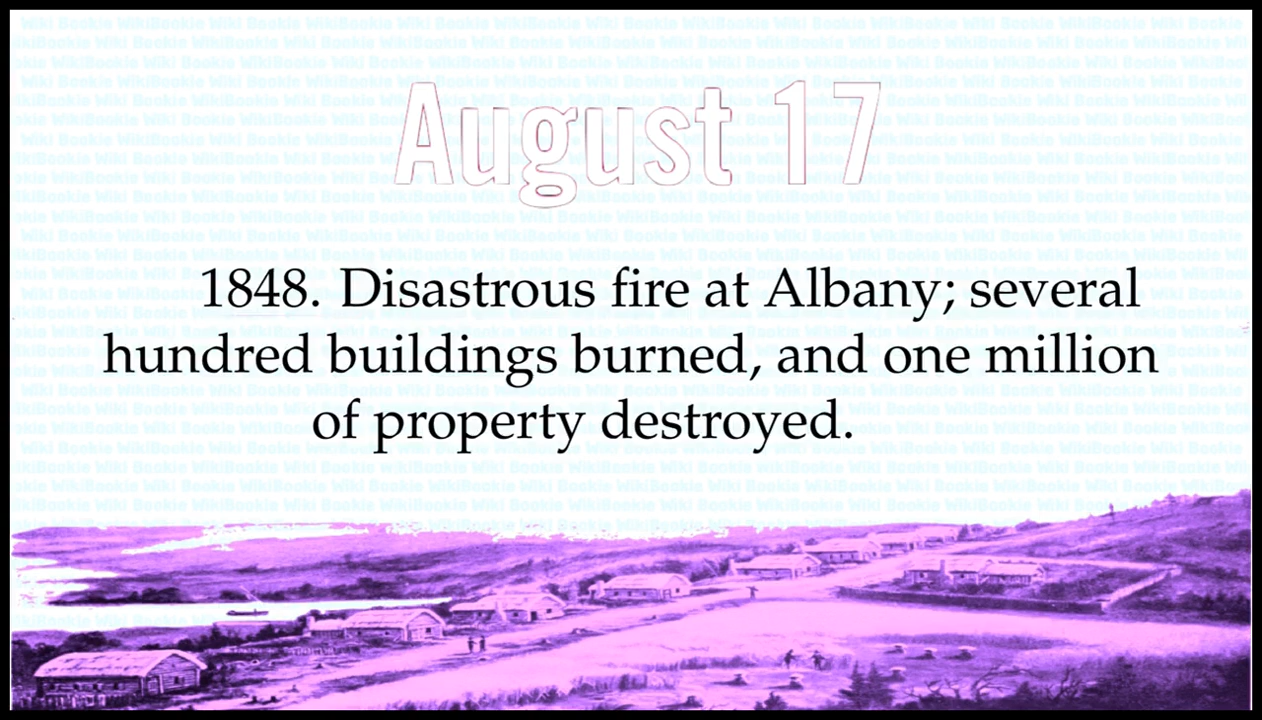 August 17
1848. Disastrous fire at Albany; several
hundred buildings burned, and one million
of property destroyed.